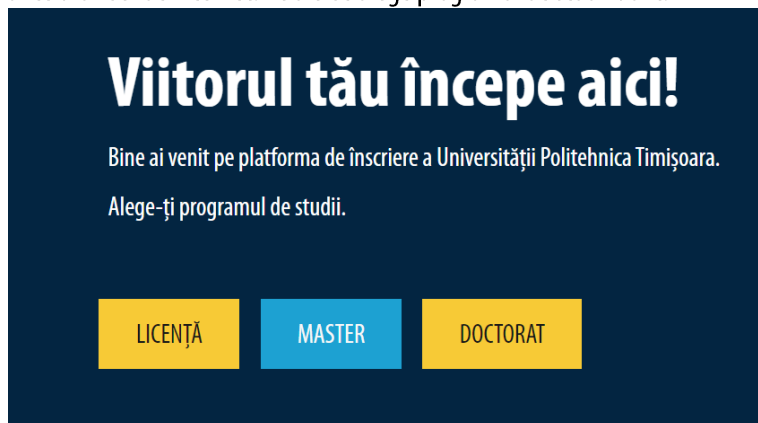 Viitorul tău începe aici!
Bine ai venit pe platforma de înscriere a Universității Politehnica Timișoara.
Alege-ți programul de studii.
LICENȚĂ
MASTER
DOCTORAT